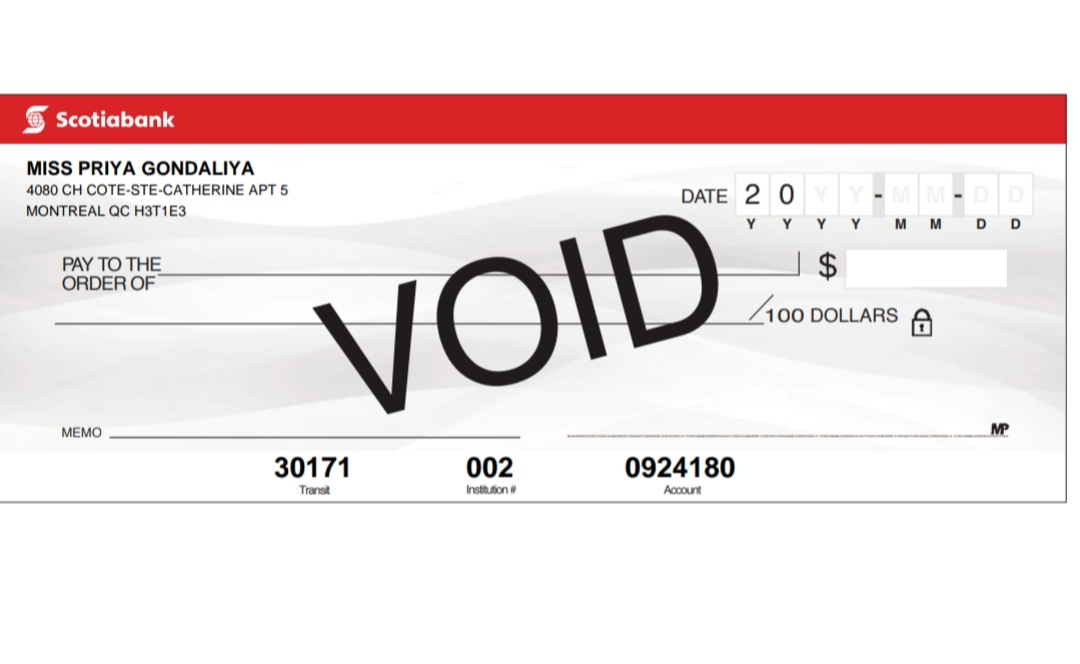 Scotiabank
MISS PRIYA GONDALIYA
4080 CH COTE-STE-CATHERINE APT 5
MONTREAL QC H3T1E3
DATE 2 0 Y Y - M M - D D
Y Y Y Y M M D D
PAY TO THE
ORDER OF
$
/100 DOLLARS
VOID
MEMO
MP
30171 002 0924180
Transit Institution # Account